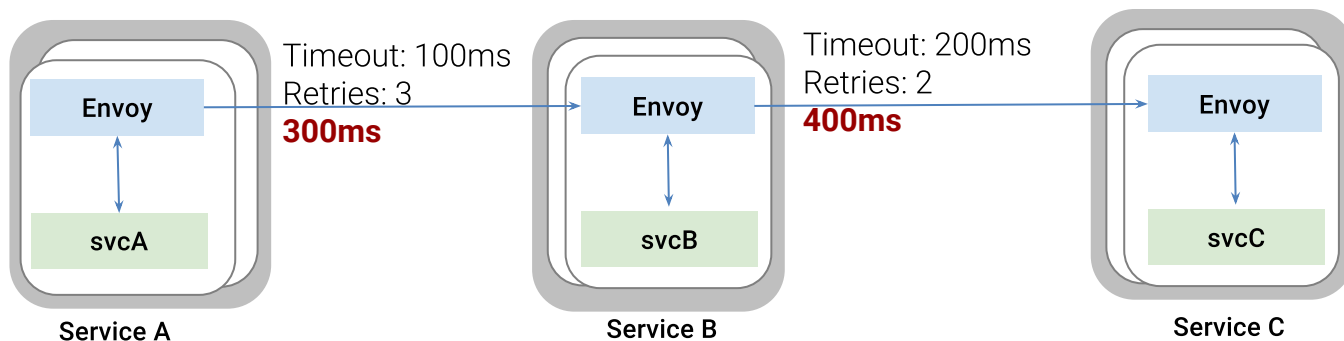 Timeout: 100ms
Retries: 3
300ms
Timeout: 200ms
Retries: 2
400ms
Envoy
Envoy
Envoy
svcA
svcB
svcC
Service A
Service B
Service C